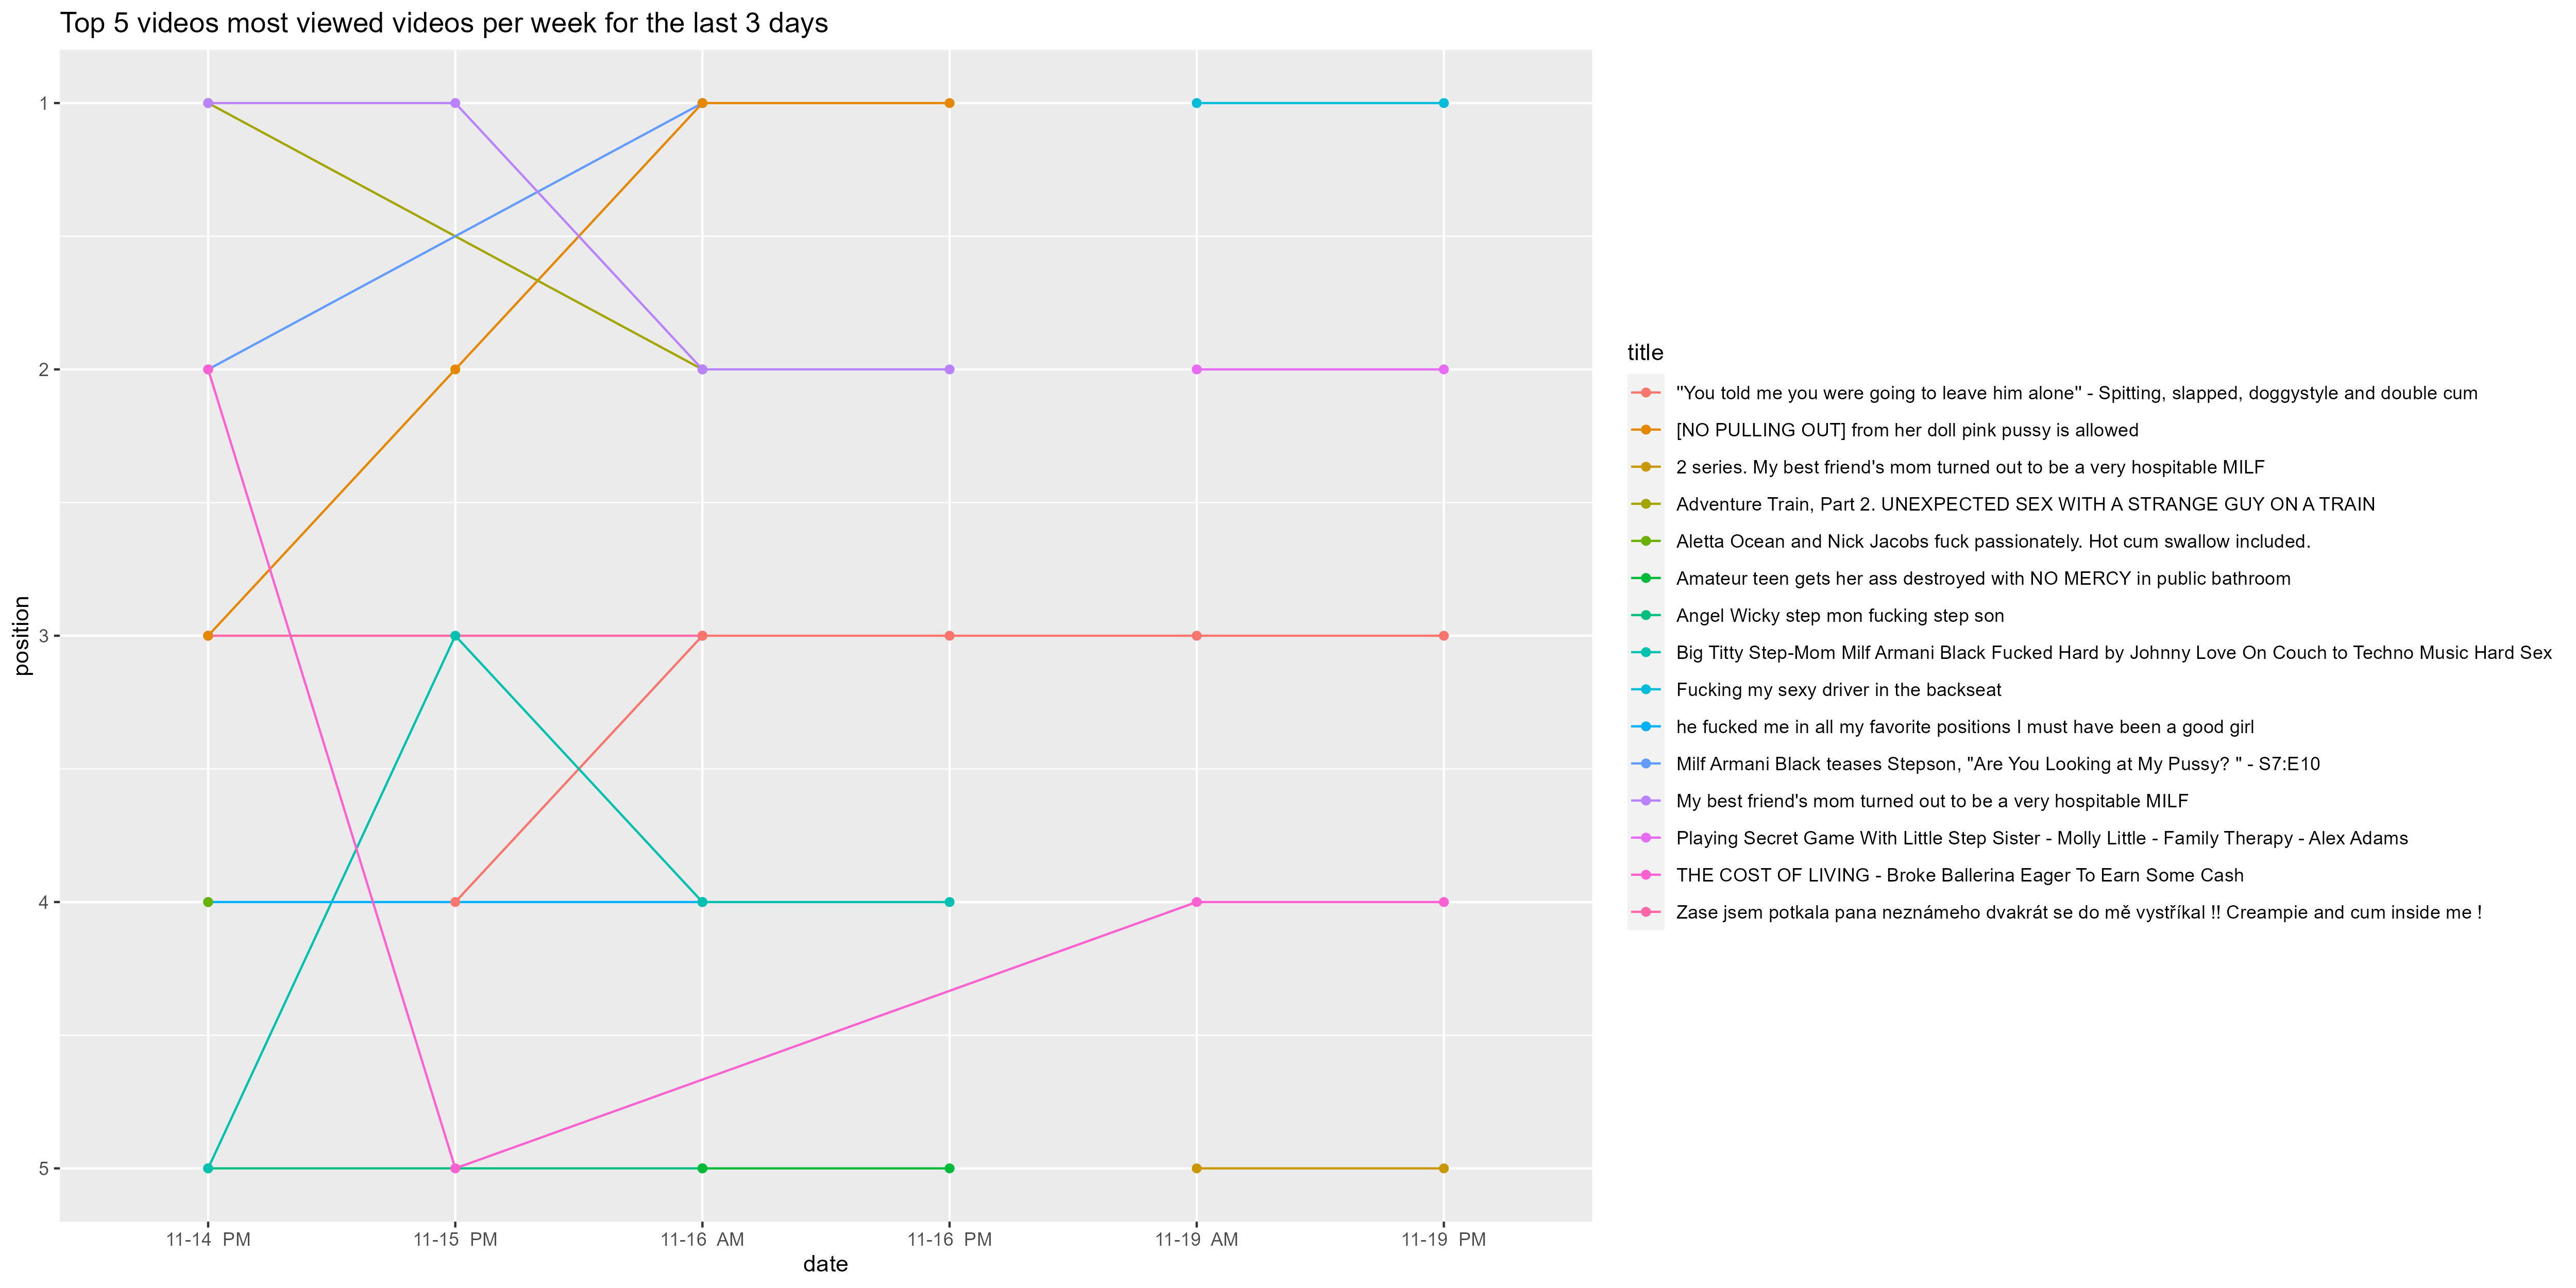 Top 5 videos most viewed videos per week for the last 3 days
position
1
2
3
4
5
11-14 PM
11-15 PM
11-16 AM
11-16 PM
11-19 AM
11-19 PM
date
title
"You told me you were going to leave him alone" - Spitting, slapped, doggystyle and double cum
[NO PULLING OUT] from her doll pink pussy is allowed
2 series. My best friend's mom turned out to be a very hospitable MILF
Adventure Train, Part 2. UNEXPECTED SEX WITH A STRANGE GUY ON A TRAIN
Aletta Ocean and Nick Jacobs fuck passionately. Hot cum swallow included.
Amateur teen gets her ass destroyed with NO MERCY in public bathroom
Angel Wicky step mon fucking step son
Big Titty Step-Mom Milf Armani Black Fucked Hard by Johnny Love On Couch to Techno Music Hard Sex
Fucking my sexy driver in the backseat
he fucked me in all my favorite positions I must have been a good girl
Milf Armani Black teases Stepson, "Are You Looking at My Pussy? " - S7:E10
My best friend's mom turned out to be a very hospitable MILF
Playing Secret Game With Little Step Sister - Molly Little - Family Therapy - Alex Adams
THE COST OF LIVING - Broke Ballerina Eager To Earn Some Cash
Zase jsem potkala pana neznámeho dvakrát se do mě vystříkal !! Creampie and cum inside me !